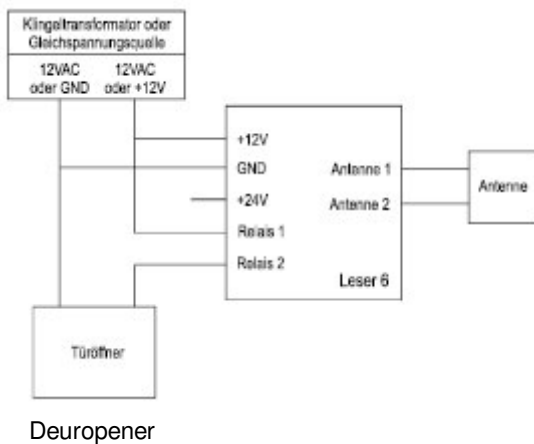 Klingeltransformator oder
Gleichspannungsquelle
12VAC
oder GND
12VAC
oder +12V
+12V
GND
+24V
Relais 1
Relais 2
Antenne 1
Antenne 2
Leser 6
Antenne
Türöffner
Deuropener